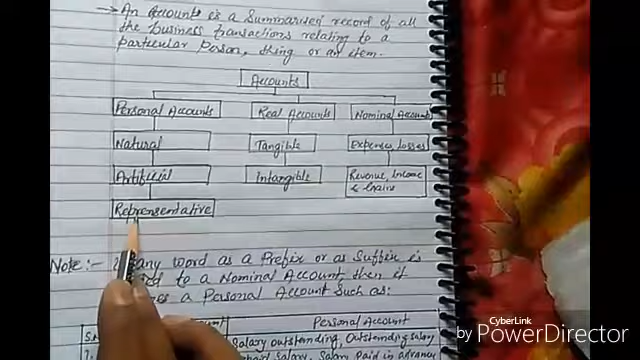 → An Account is a Summarised record of all
the business transactions relating to a
particular Person, thing or an item.
Accounts
Personal Accounts Real Accounts Nominal Accounts
Natural Tangible Expenses, Losses
Artificial Intangible Revenue, Income
& Gains
Reprensentative
Note:- any word as a Prefix or as Suffix is
to a Nominal Account, then it
a Personal Account Such as:
Personal Account
Salary outstanding, Outstanding salary
Salary, Salary Paid in advance
CyberLink
by PowerDirector